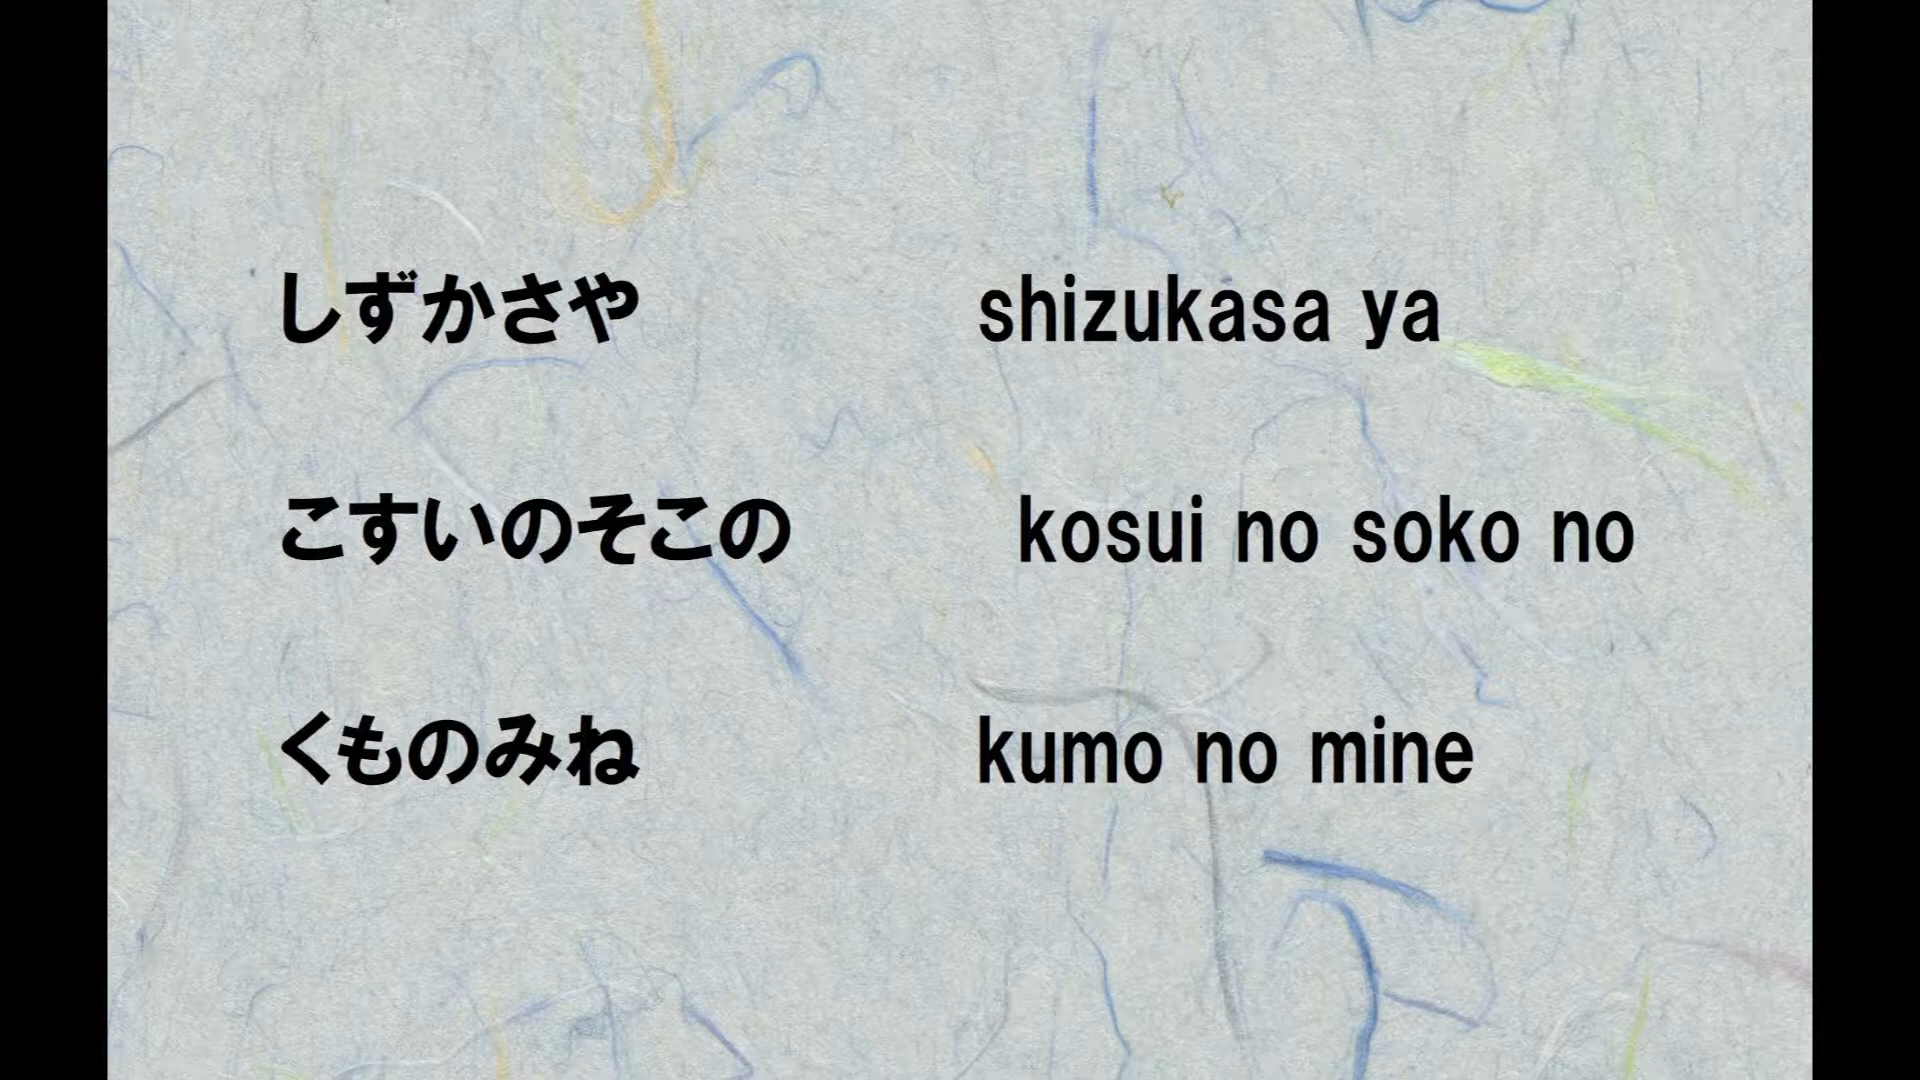 しずかさや shizukasa ya
こすいのそこの kosui no soko no
くものみね kumo no mine